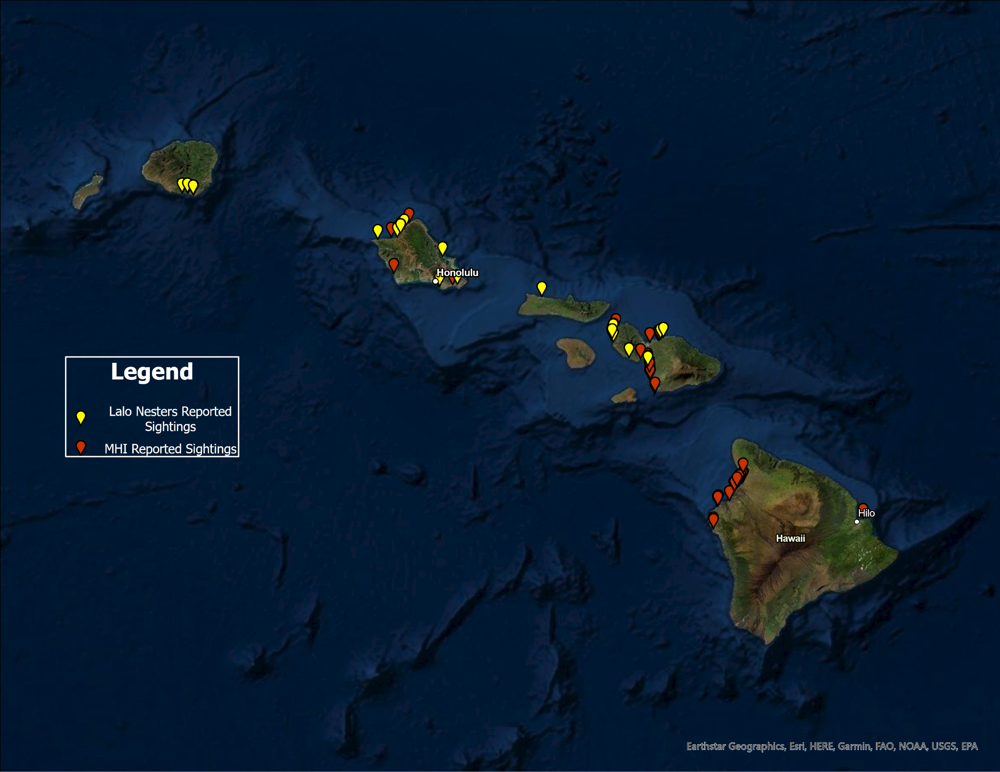 Honolulu
Legend
Lalo Nesters Reported
Sightings
MHI Reported Sightings
Hilo
Hawaii
Earthstar Geographics, Esri, HERE, Garmin, FAO, NOAA, USGS, EPA